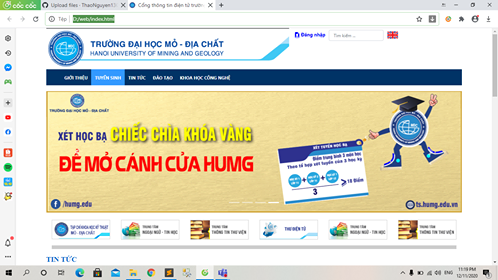 cốc cốc
Upload files · ThaoNguyen1
Cổng thông tin điện tử trườn
Tệp
D:/web/index.html
TRƯỜNG ĐẠI HỌC MỎ - ĐỊA CHẤT
HANOI UNIVERSITY OF MINING AND GEOLOGY
Đăng nhập
Tìm kiếm ...
GIỚI THIỆU TUYỂN SINH TIN TỨC ĐÀO TẠO KHOA HỌC CÔNG NGHỆ
TRƯỜNG ĐẠI HỌC MỎ - ĐỊA CHẤT
XÉT HỌC BẠ CHIẾC CHÌA KHÓA VÀNG
ĐỂ MỞ CÁNH CỬA HUMG
XÉT TUYỂN HỌC BẠ
Điểm trung bình 3 môn học
Theo tổ hợp xét tuyển của 3 học kỳ
3
≥18 Điểm
/humg.edu
ts.humg.edu.vn
TẠP CHÍ KHOA HỌC KỸ THUẬT
MỎ - ĐỊA CHẤT
TRUNG TÂM
NGOẠI NGỮ - TIN HỌC
TRUNG TÂM
THÔNG TIN THƯ VIỆN
THƯ ĐIỆN TỬ
TRUNG TÂM
NGOẠI NGỮ - TIN HỌC
TRUNG TÂM
THÔNG TIN THƯ VIỆN
TIN TỨC
ENG
11:18 PM
12/11/2020